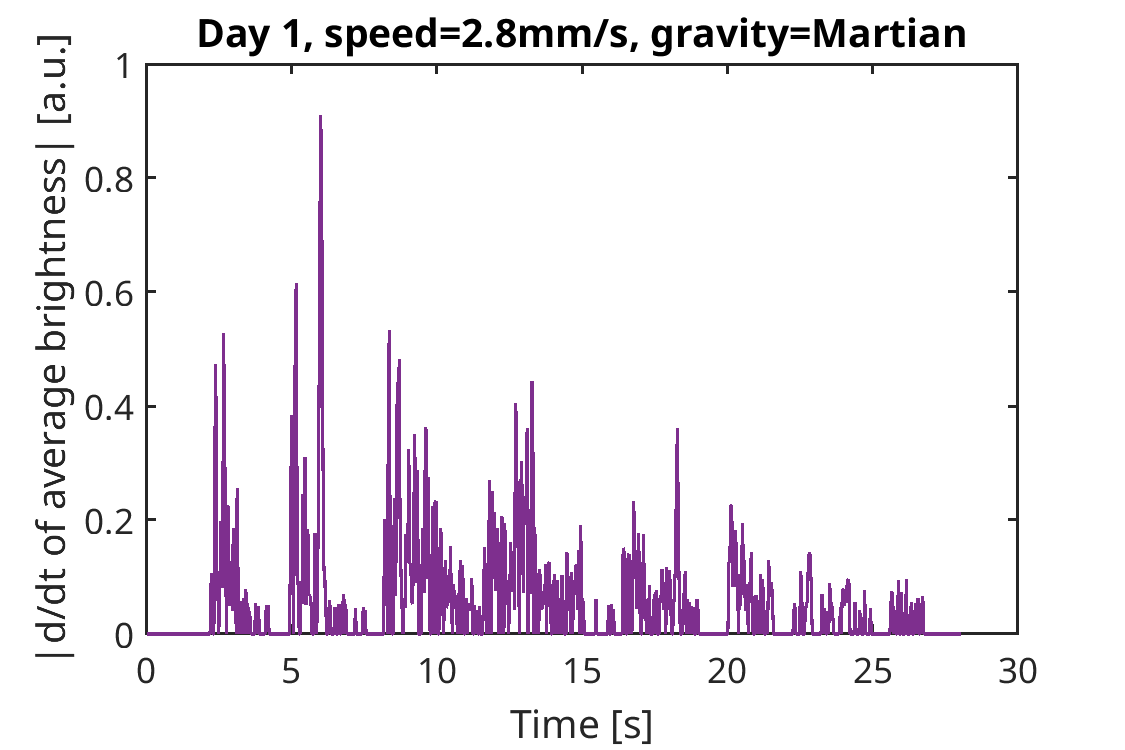 Day 1, speed=2.8mm/s, gravity=Martian
|d/dt of average brightness| [a.u.]
1
0.8
0.6
0.4
0.2
0
0 5 10 15 20 25 30
Time [s]